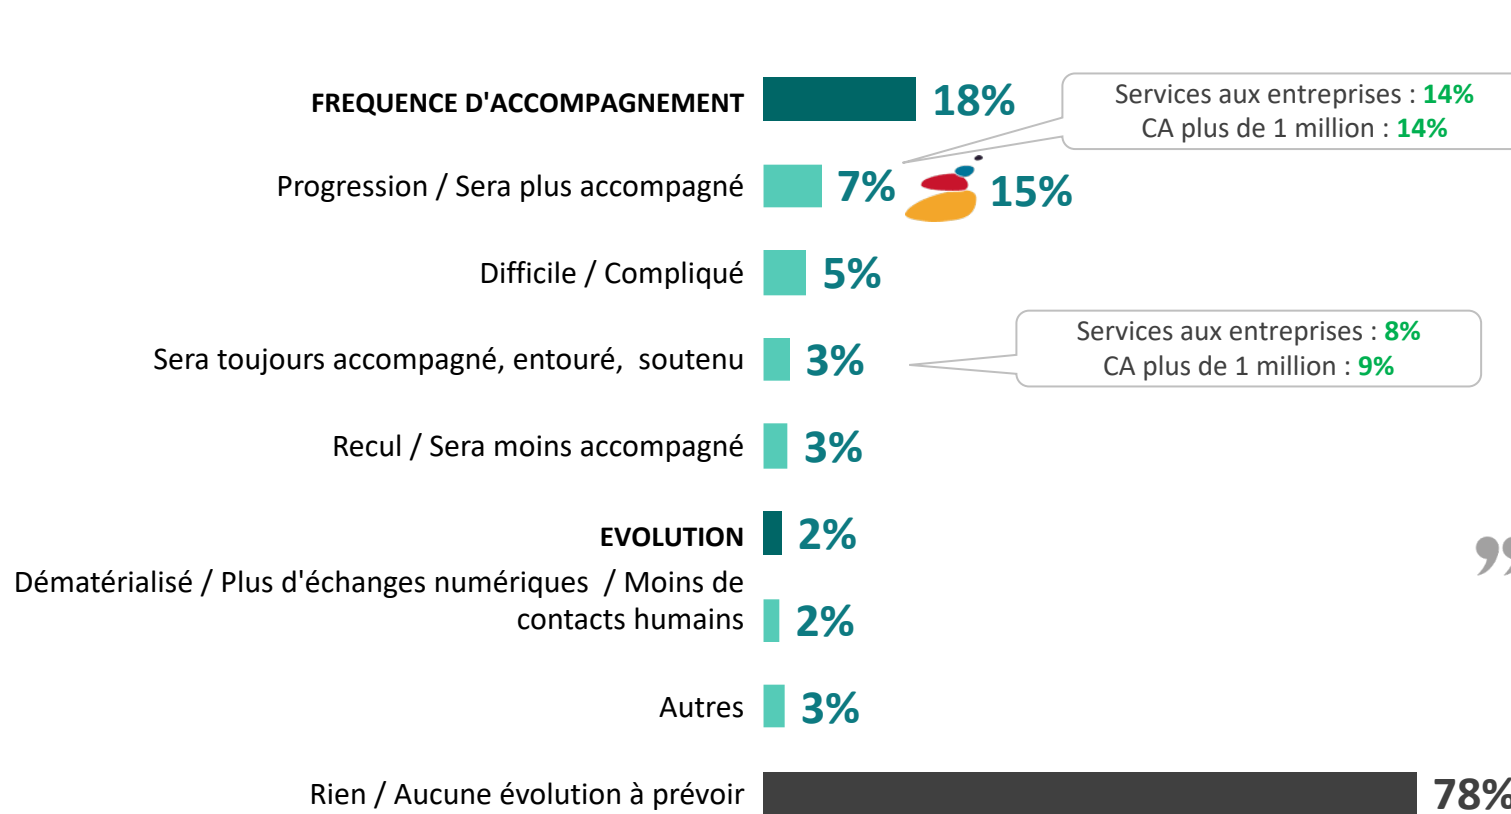 FREQUENCE D'ACCOMPAGNEMENT 18%
Services aux entreprises : 14%
CA plus de 1 million : 14%
Progression / Sera plus accompagné 7% 15%
Difficile / Compliqué 5%
Sera toujours accompagné, entouré, soutenu 3%
Services aux entreprises : 8%
CA plus de 1 million : 9%
Recul / Sera moins accompagné 3%
EVOLUTION 2%
Dématérialisé / Plus d'échanges numériques / Moins de
contacts humains 2%
Autres 3%
Rien / Aucune évolution à prévoir 78%